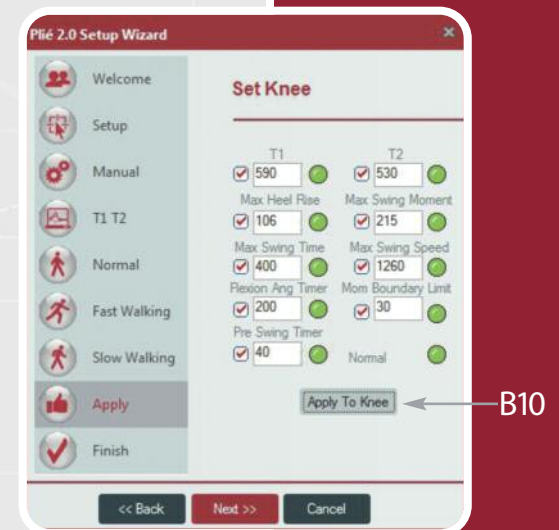 Plié 2.0 Setup Wizard
Welcome
Setup
Manual
T1 T2
Normal
Fast Walking
Slow Walking
Apply
Finish
Set Knee
T1 T2
590 530
Max Heel Rise Max Swing Moment
106 215
Max Swing Time Max Swing Speed
400 1260
Flexion Ang Timer Mom Boundary Limit
200 30
Pre Swing Timer
40 Normal
Apply To Knee
B10
<< Back Next >> Cancel